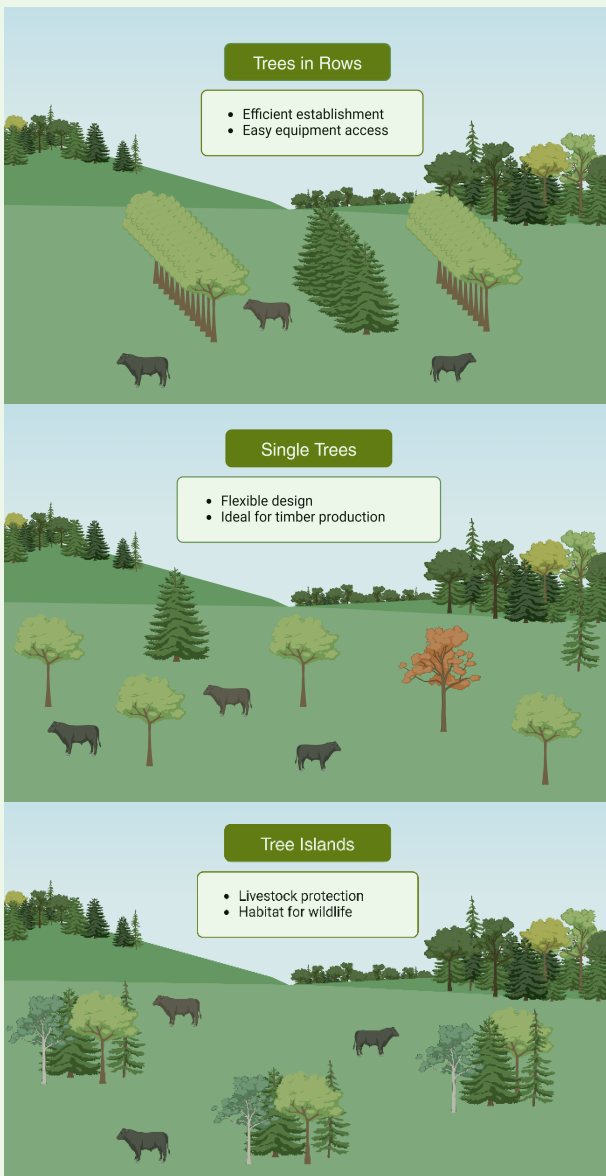 Trees in Rows
• Efficient establishment
• Easy equipment access
Single Trees
• Flexible design
• Ideal for timber production
Tree Islands
• Livestock protection
• Habitat for wildlife